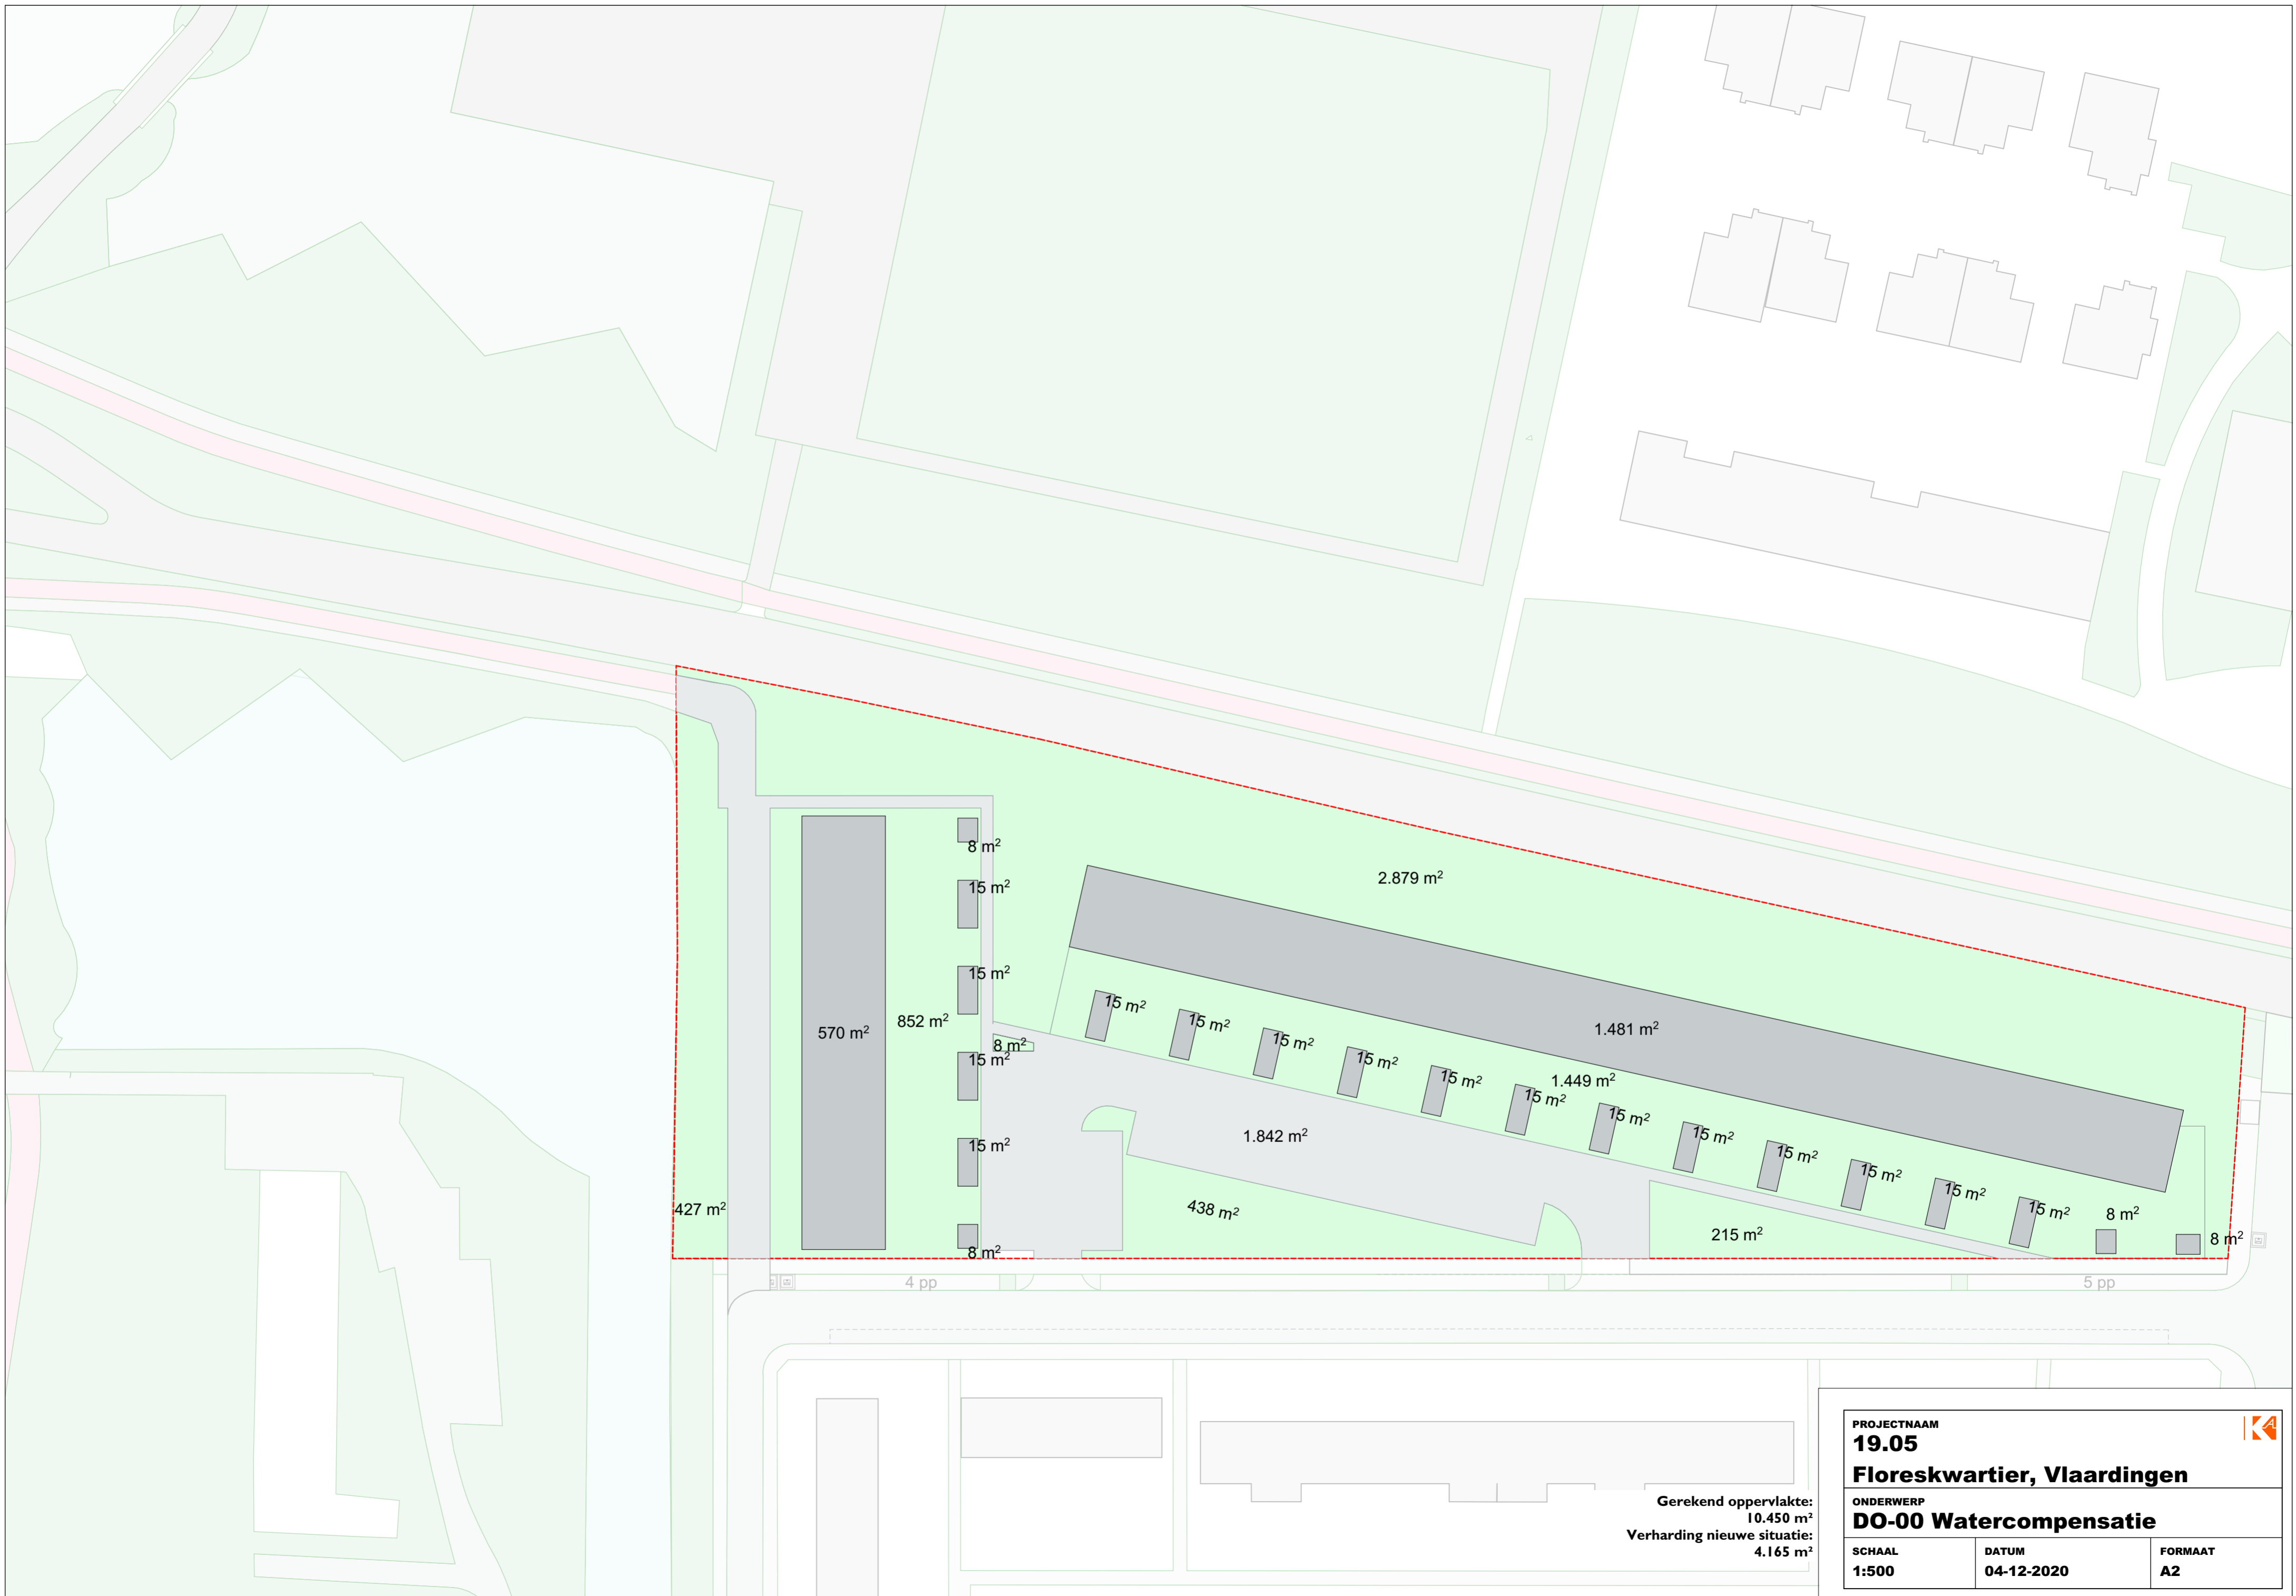 2.879 m²
8 m²
15 m²
15 m²
15 m²
15 m²
8 m²
8 m²
570 m²
852 m²
427 m²
1.481 m²
1.449 m²
15 m²
15 m²
15 m²
15 m²
15 m²
15 m²
15 m²
15 m²
15 m²
15 m²
15 m²
15 m²
8 m²
8 m²
1.842 m²
438 m²
215 m²
4 pp
5 pp
Gerekend oppervlakte:
10.450 m²
Verharding nieuwe situatie:
4.165 m²
PROJECTNAAM
19.05
Floreskwartier, Vlaardingen
ONDERWERP
DO-00 Watercompensatie
SCHAAL DATUM FORMAAT
1:500 04-12-2020 A2